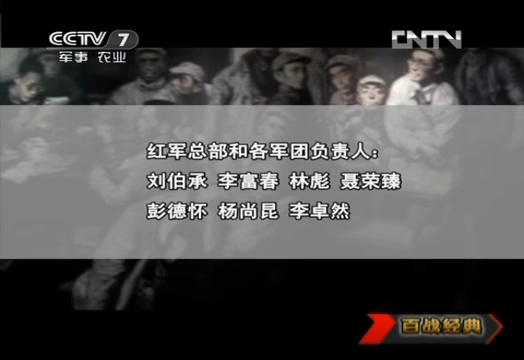 CCTV 7
军事 农业
CNTV
红军总部和各军团负责人：
刘伯承 李富春 林彪 聂荣臻
彭德怀 杨尚昆 李卓然
百战经典